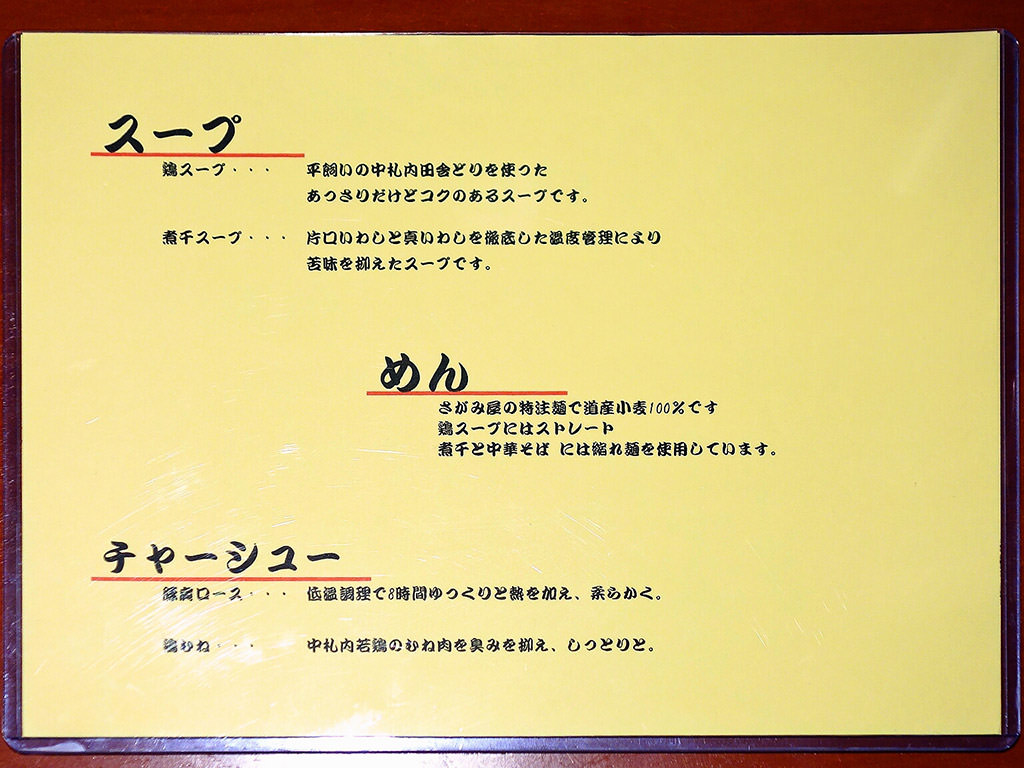 スープ
鶏スープ・・・ 平飼いの中札内田舎どりを使った
あっさりだけどコクのあるスープです。
煮干スープ・・・ 片口いわしと真いわしを徹底した温度管理により
苦味を抑えたスープです。
めん
さがみ屋の特注麺で道産小麦100%です
鶏スープにはストレート
煮干と中華そば には縮れ麺を使用しています。
チャーシュー
豚肩ロース・・・ 低温調理で8時間ゆっくりと熱を加え、柔らかく。
鶏むね・・・ 中札内若鶏のむね肉を臭みを抑え、しっとりと。